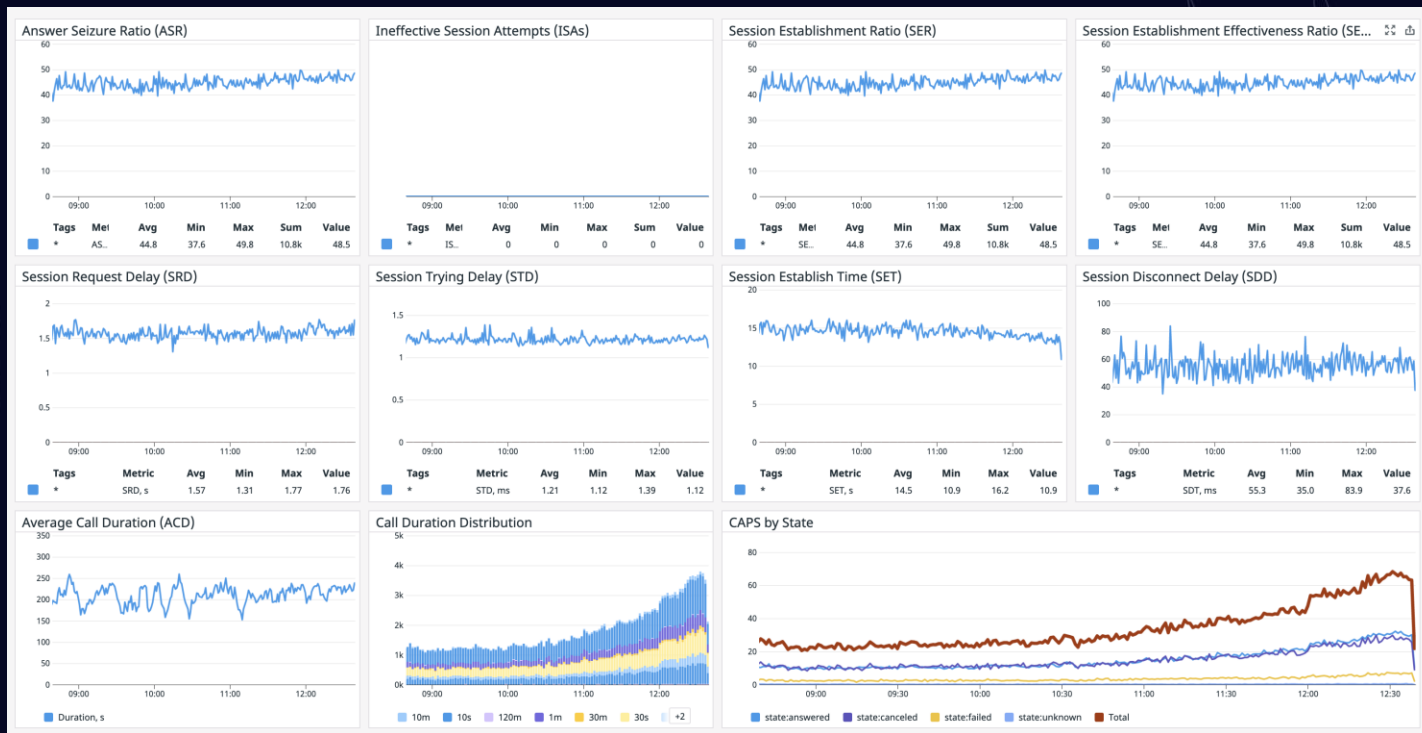 Answer Seizure Ratio (ASR)
60
50
40
30
20
10
0
09:00 10:00 11:00 12:00
Tags Met Avg Min Max Sum Value
* AS.. 44.8 37.6 49.8 10.8k 48.5
Ineffective Session Attempts (ISAs)
09:00 10:00 11:00 12:00
Tags Met Avg Min Max Sum Value
* IS.. 0 0 0 0 0
Session Establishment Ratio (SER)
60
50
40
30
20
10
0
09:00 10:00 11:00 12:00
Tags Met Avg Min Max Sum Value
* SE.. 44.8 37.6 49.8 10.8k 48.5
Session Establishment Effectiveness Ratio (SE...
60
50
40
30
20
10
0
09:00 10:00 11:00 12:00
Tags Met Avg Min Max Sum Value
* SE.. 44.8 37.6 49.8 10.8k 48.5
Session Request Delay (SRD)
2
1.5
1
0.5
0
09:00 10:00 11:00 12:00
Tags Metric Avg Min Max Value
* SRD, s 1.57 1.31 1.77 1.76
Session Trying Delay (STD)
1.5
1
0.5
0
09:00 10:00 11:00 12:00
Tags Metric Avg Min Max Value
* STD, ms 1.21 1.12 1.39 1.12
Session Establish Time (SET)
20
15
10
5
0
09:00 10:00 11:00 12:00
Tags Metric Avg Min Max Value
* SET, s 14.5 10.9 16.2 10.9
Session Disconnect Delay (SDD)
100
80
60
40
20
0
09:00 10:00 11:00 12:00
Tags Metric Avg Min Max Value
* SDT, ms 55.3 35.0 83.9 37.6
Average Call Duration (ACD)
350
300
250
200
150
100
50
0
09:00 10:00 11:00 12:00
Duration, s
Call Duration Distribution
5k
4k
3k
2k
1k
0k
09:00 10:00 11:00 12:00
10m 10s 120m 1m 30m 30s +2
CAPS by State
80
60
40
20
0
09:00 09:30 10:00 10:30 11:00 11:30 12:00 12:30
state:answered state:canceled state:failed state:unknown Total